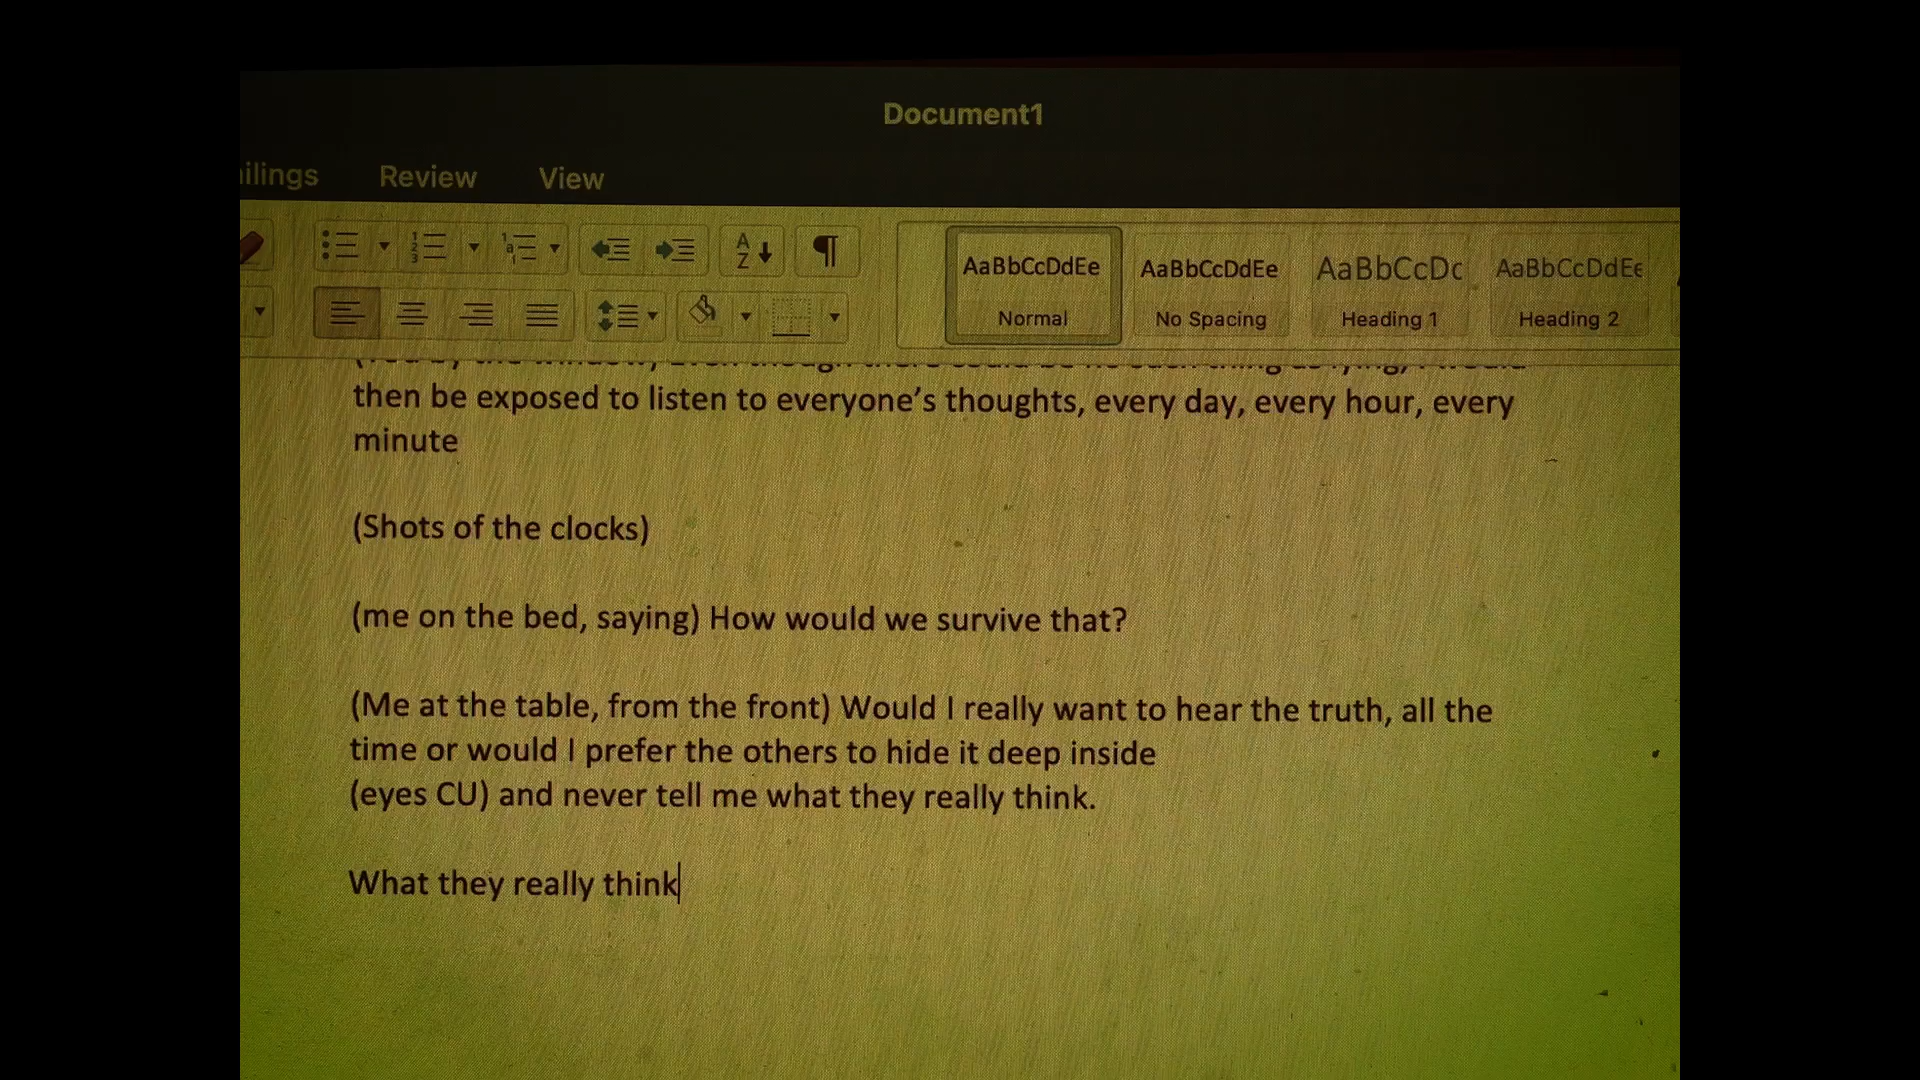 Document1
Review View
AaBbCcDdEe AaBbCcDdEe AaBbCcDc AaBbCcDdEe
Normal No Spacing Heading 1 Heading 2
then be exposed to listen to everyone’s thoughts, every day, every hour, every
minute
(Shots of the clocks)
(me on the bed, saying) How would we survive that?
(Me at the table, from the front) Would I really want to hear the truth, all the
time or would I prefer the others to hide it deep inside
(eyes CU) and never tell me what they really think.
What they really think